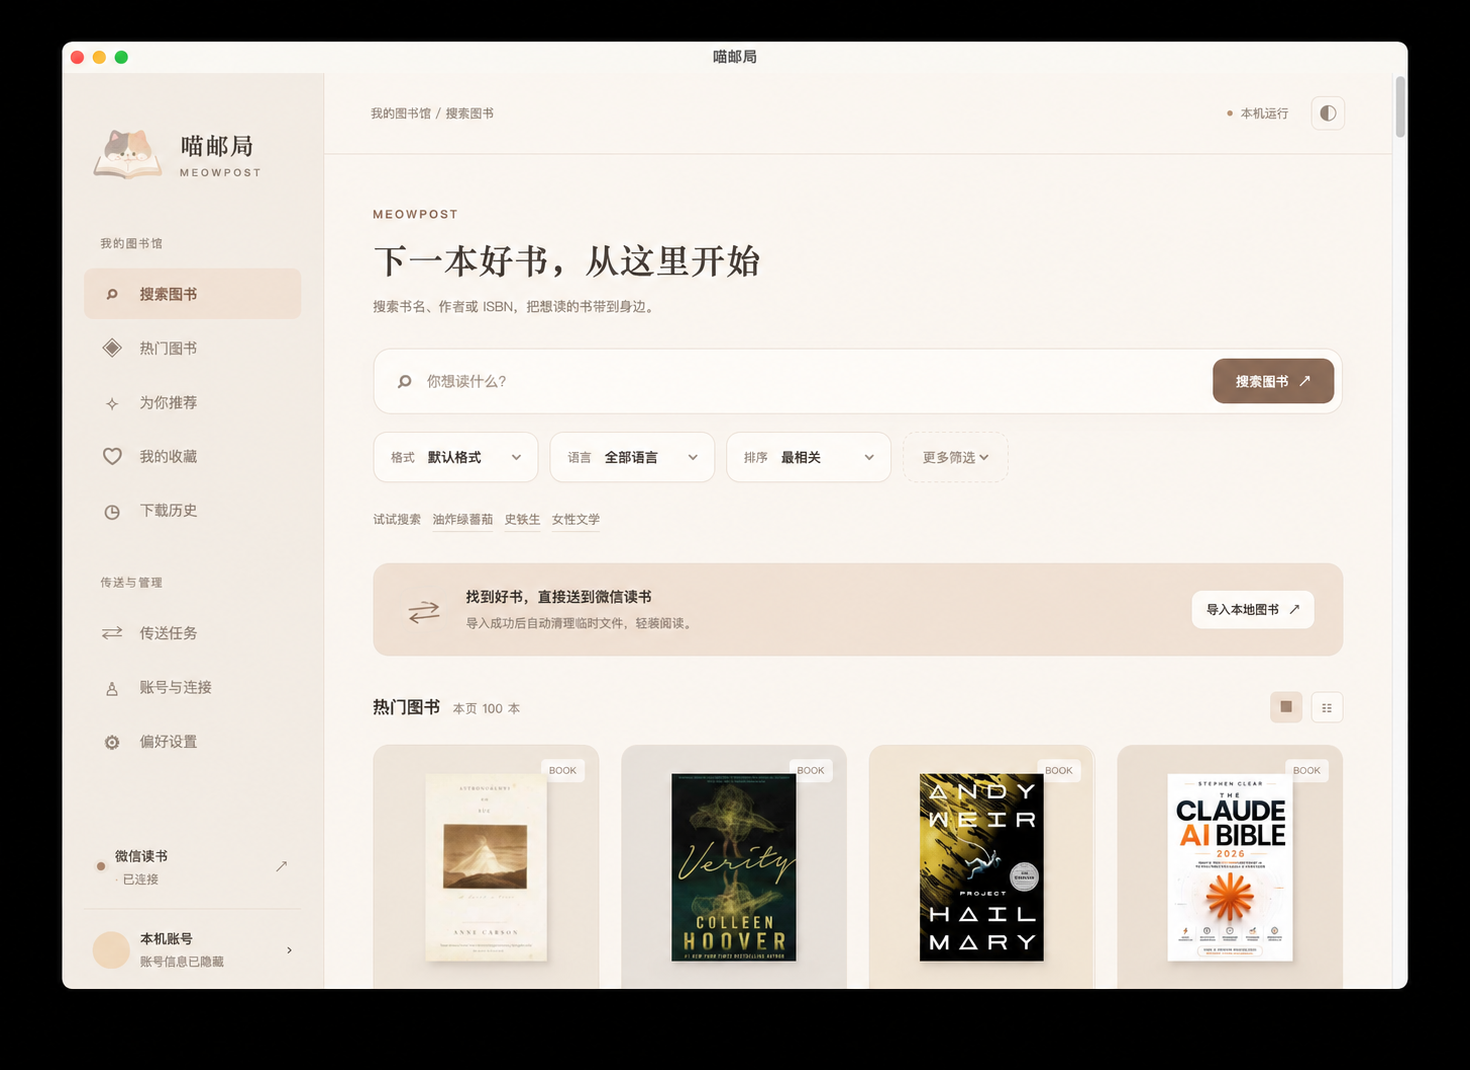 喵邮局
喵邮局
MEOWPOST
我的图书馆
搜索图书
热门图书
为你推荐
我的收藏
下载历史
传送与管理
传送任务
账号与连接
偏好设置
微信读书
· 已连接
本机账号
账号信息已隐藏
我的图书馆 / 搜索图书
本机运行
MEOWPOST
下一本好书，从这里开始
搜索书名、作者或 ISBN，把想读的书带到身边。
你想读什么?
搜索图书
格式 默认格式
语言 全部语言
排序 最相关
更多筛选
试试搜索 油炸绿蕃茄 史铁生 女性文学
找到好书，直接送到微信读书
导入成功后自动清理临时文件，轻装阅读。
导入本地图书
热门图书 本页 100 本
BOOK
ANNE CARSON
BOOK
Verity
COLLEEN
HOOVER
#1 NEW YORK TIMES BESTSELLING AUTHOR
BOOK
ANDY
WEIR
PROJECT
HAIL
MARY
BOOK
STEPHEN CLEAR
THE
CLAUDE
AI BIBLE
2026